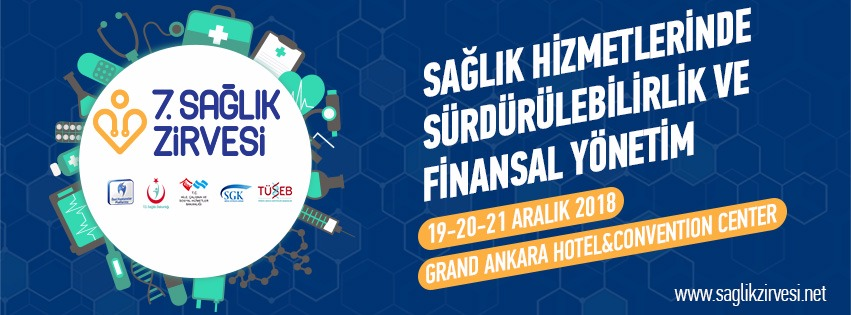 7. SAĞLIK
ZİRVESİ
SGK
TÜSEB
SAĞLIK HİZMETLERİNDE
SÜRDÜRÜLEBİLİRLİK VE
FİNANSAL YÖNETİM
19-20-21 ARALIK 2018
GRAND ANKARA HOTEL&CONVENTION CENTER
www.saglikzirvesi.net